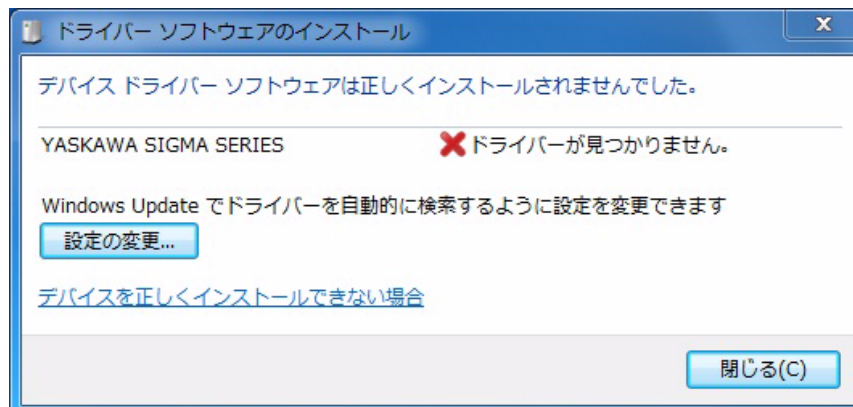 ドライバー ソフトウェアのインストール
デバイス ドライバー ソフトウェアは正しくインストールされませんでした。
YASKAWA SIGMA SERIES ドライバーが見つかりません。
Windows Update でドライバーを自動的に検索するように設定を変更できます
設定の変更...
デバイスを正しくインストールできない場合
閉じる(C)